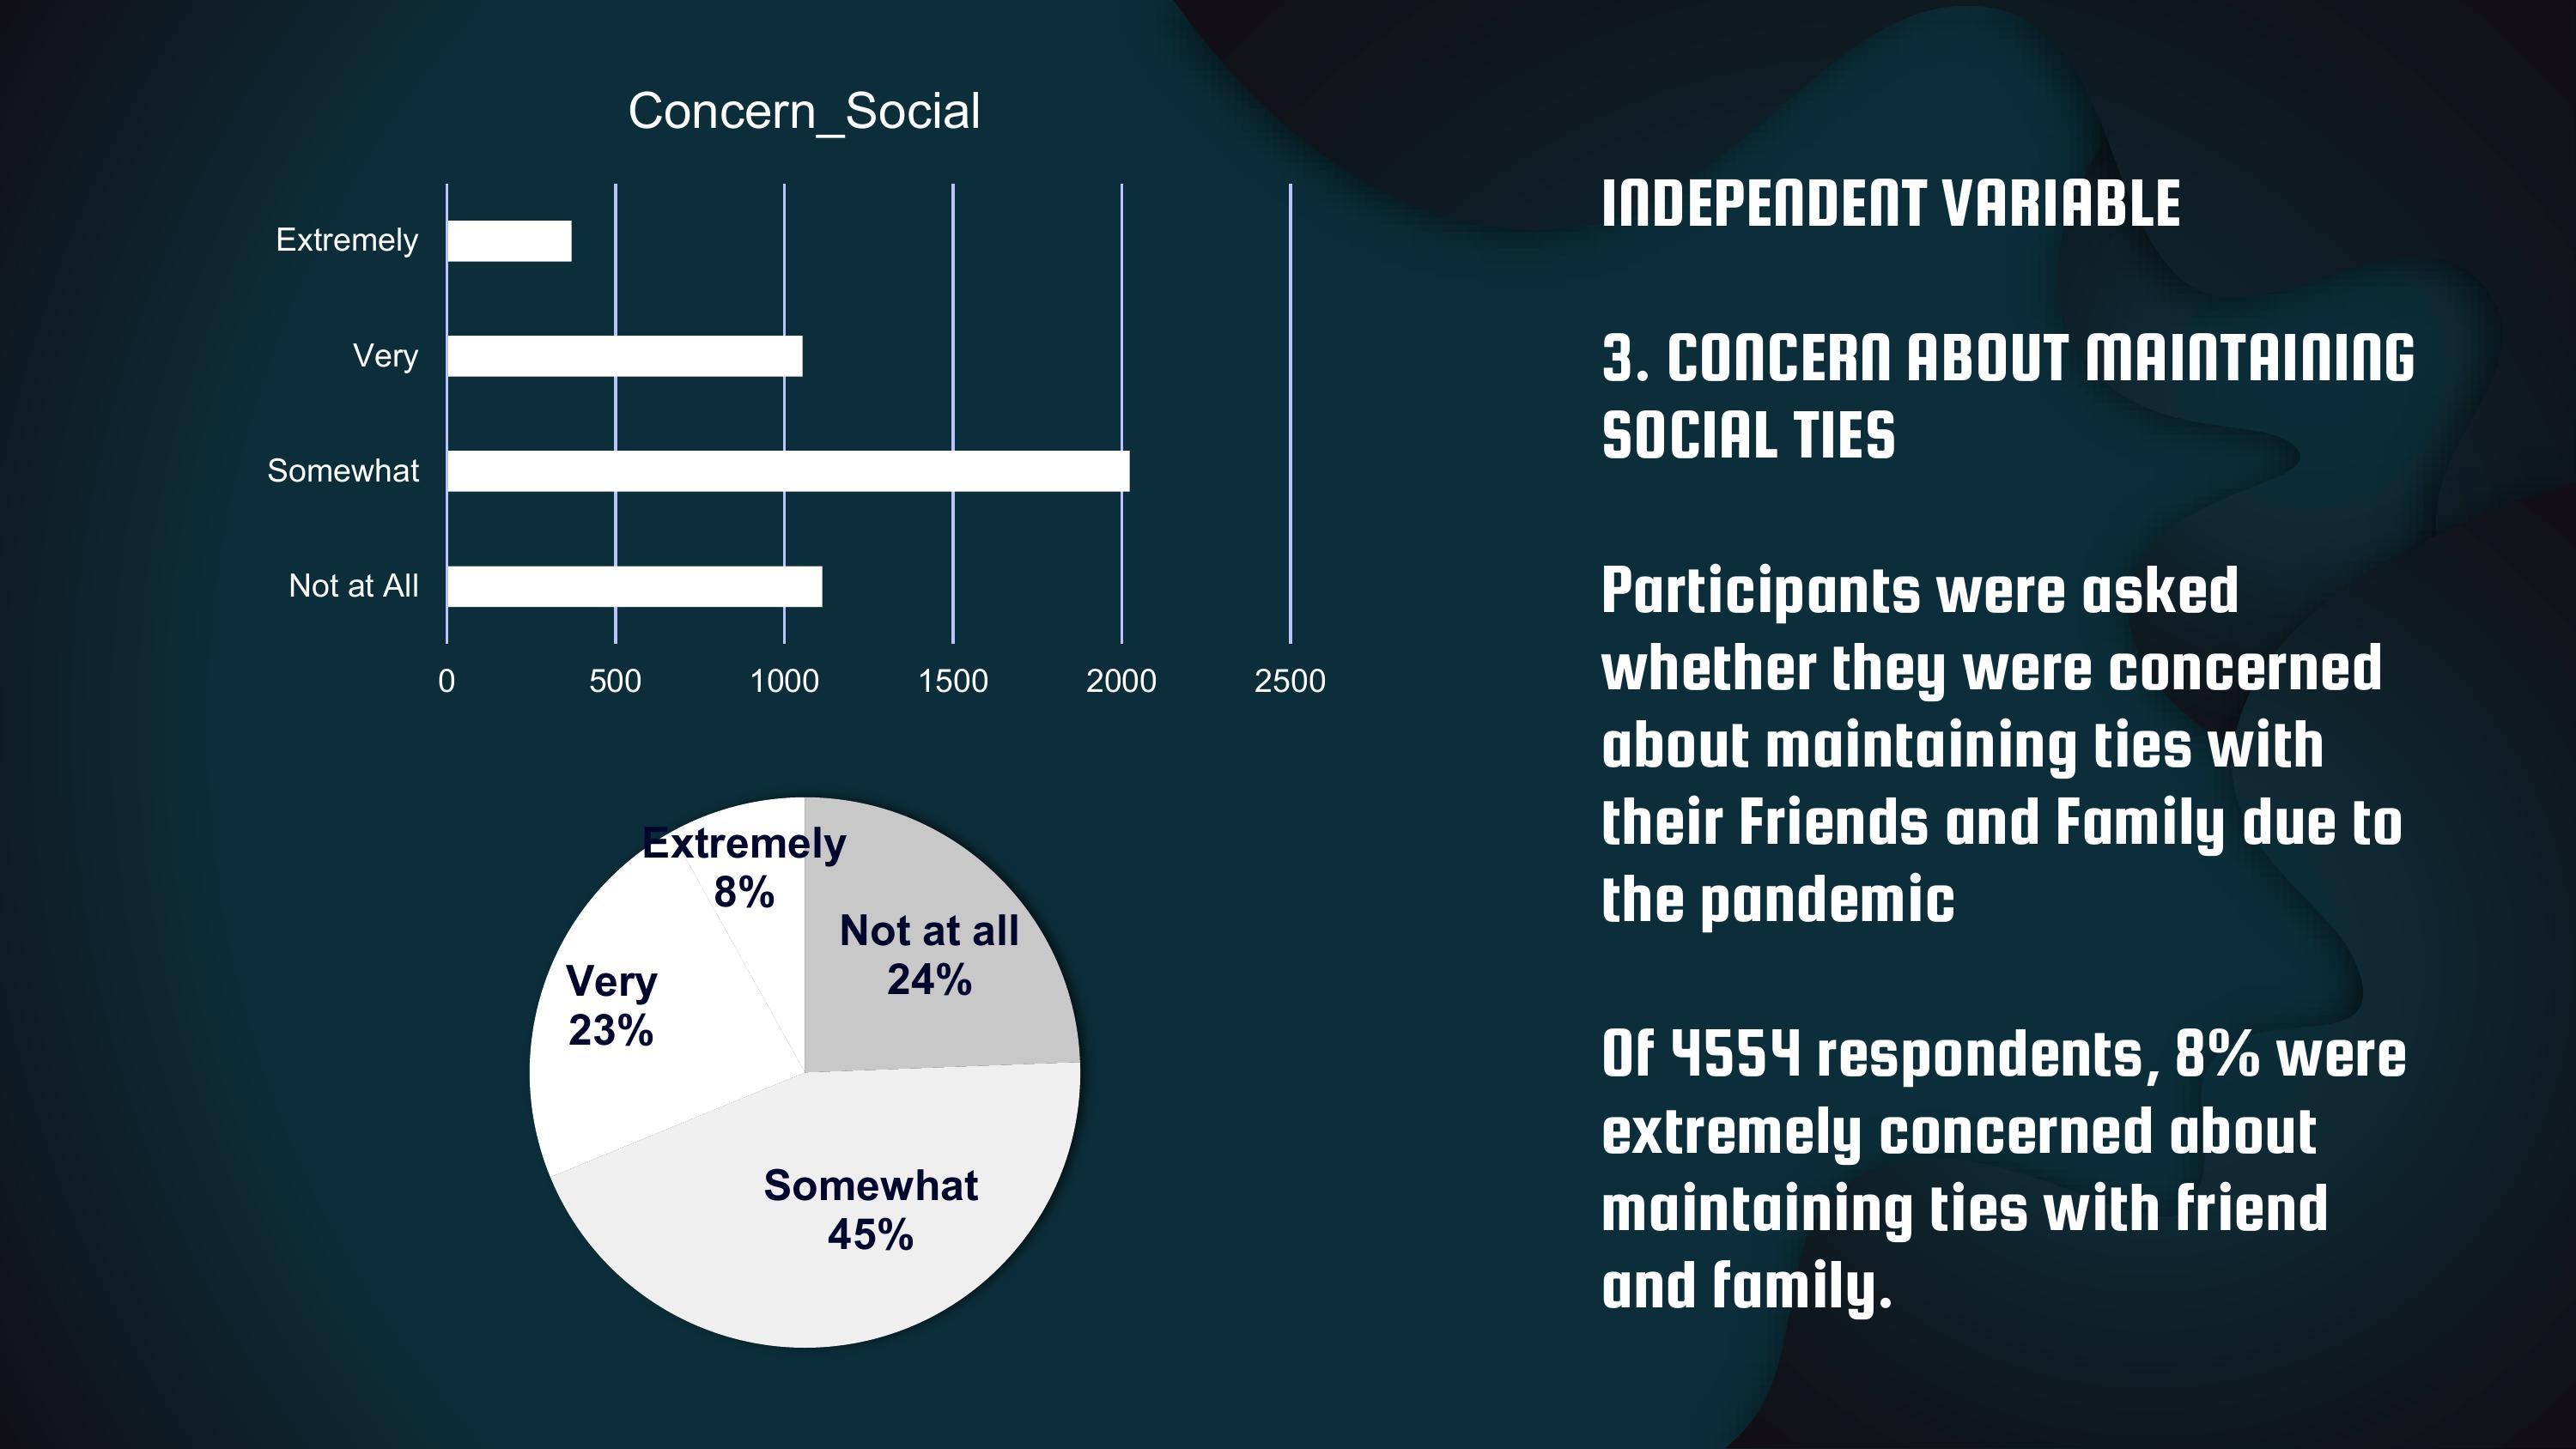 Concern_Social
Extremely
Very
Somewhat
Not at All
0 500 1000 1500 2000 2500
Extremely
8%
Not at all
24%
Very
23%
Somewhat
45%
INDEPENDENT VARIABLE
3. CONCERN ABOUT MAINTAINING
SOCIAL TIES
Participants were asked
whether they were concerned
about maintaining ties with
their Friends and Family due to
the pandemic
Of 4554 respondents, 8% were
extremely concerned about
maintaining ties with friend
and family.